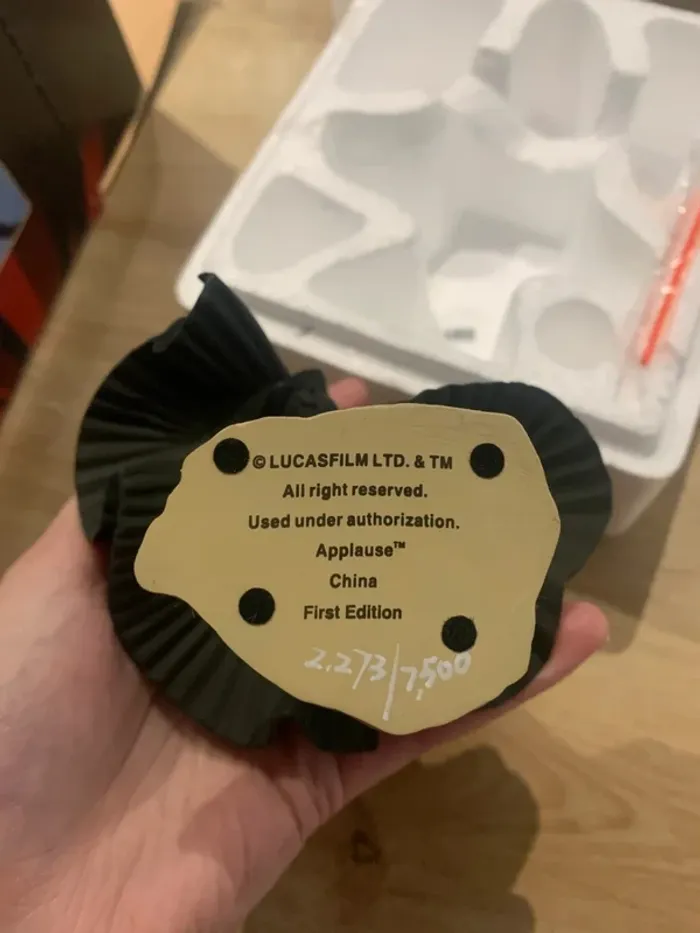 © LUCASFILM LTD. & TM
All right reserved.
Used under authorization.
Applause™
China
First Edition
2,273/7,500